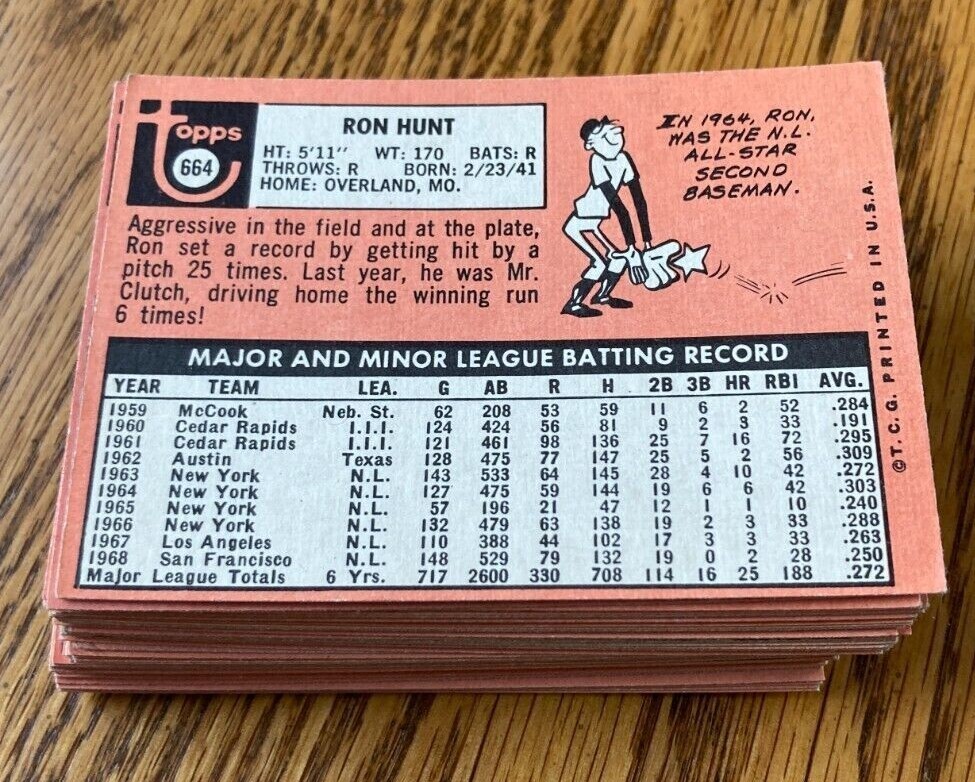 topps
664
RON HUNT
HT: 5'11" WT: 170 BATS: R
THROWS: R BORN: 2/23/41
HOME: OVERLAND, MO.
Aggressive in the field and at the plate,
Ron set a record by getting hit by a
pitch 25 times. Last year, he was Mr.
Clutch, driving home the winning run
6 times!
IN 1964, RON,
WAS THE N.L.
ALL-STAR
SECOND
BASEMAN.
MAJOR AND MINOR LEAGUE BATTING RECORD
YEAR TEAM LEA. G AB R H 2B 3B HR RBI AVG.
1959 McCook Neb. St. 62 208 53 59 11 6 2 52 .284
1960 Cedar Rapids I.I.I. 124 424 56 81 9 2 3 33 .191
1961 Cedar Rapids I.I.I. 121 461 98 136 25 7 16 72 .295
1962 Austin Texas 128 475 77 147 25 5 2 56 .309
1963 New York N.L. 143 533 64 145 28 4 10 42 .272
1964 New York N.L. 127 475 59 144 19 6 6 42 .303
1965 New York N.L. 57 196 21 47 12 1 1 10 .240
1966 New York N.L. 132 479 63 138 19 2 3 33 .288
1967 Los Angeles N.L. 110 388 44 102 17 3 3 33 .263
1968 San Francisco N.L. 148 529 79 132 19 0 2 28 .250
Major League Totals 6 Yrs. 717 2600 330 708 114 16 25 188 .272
©T. C. G. PRINTED IN U.S.A.